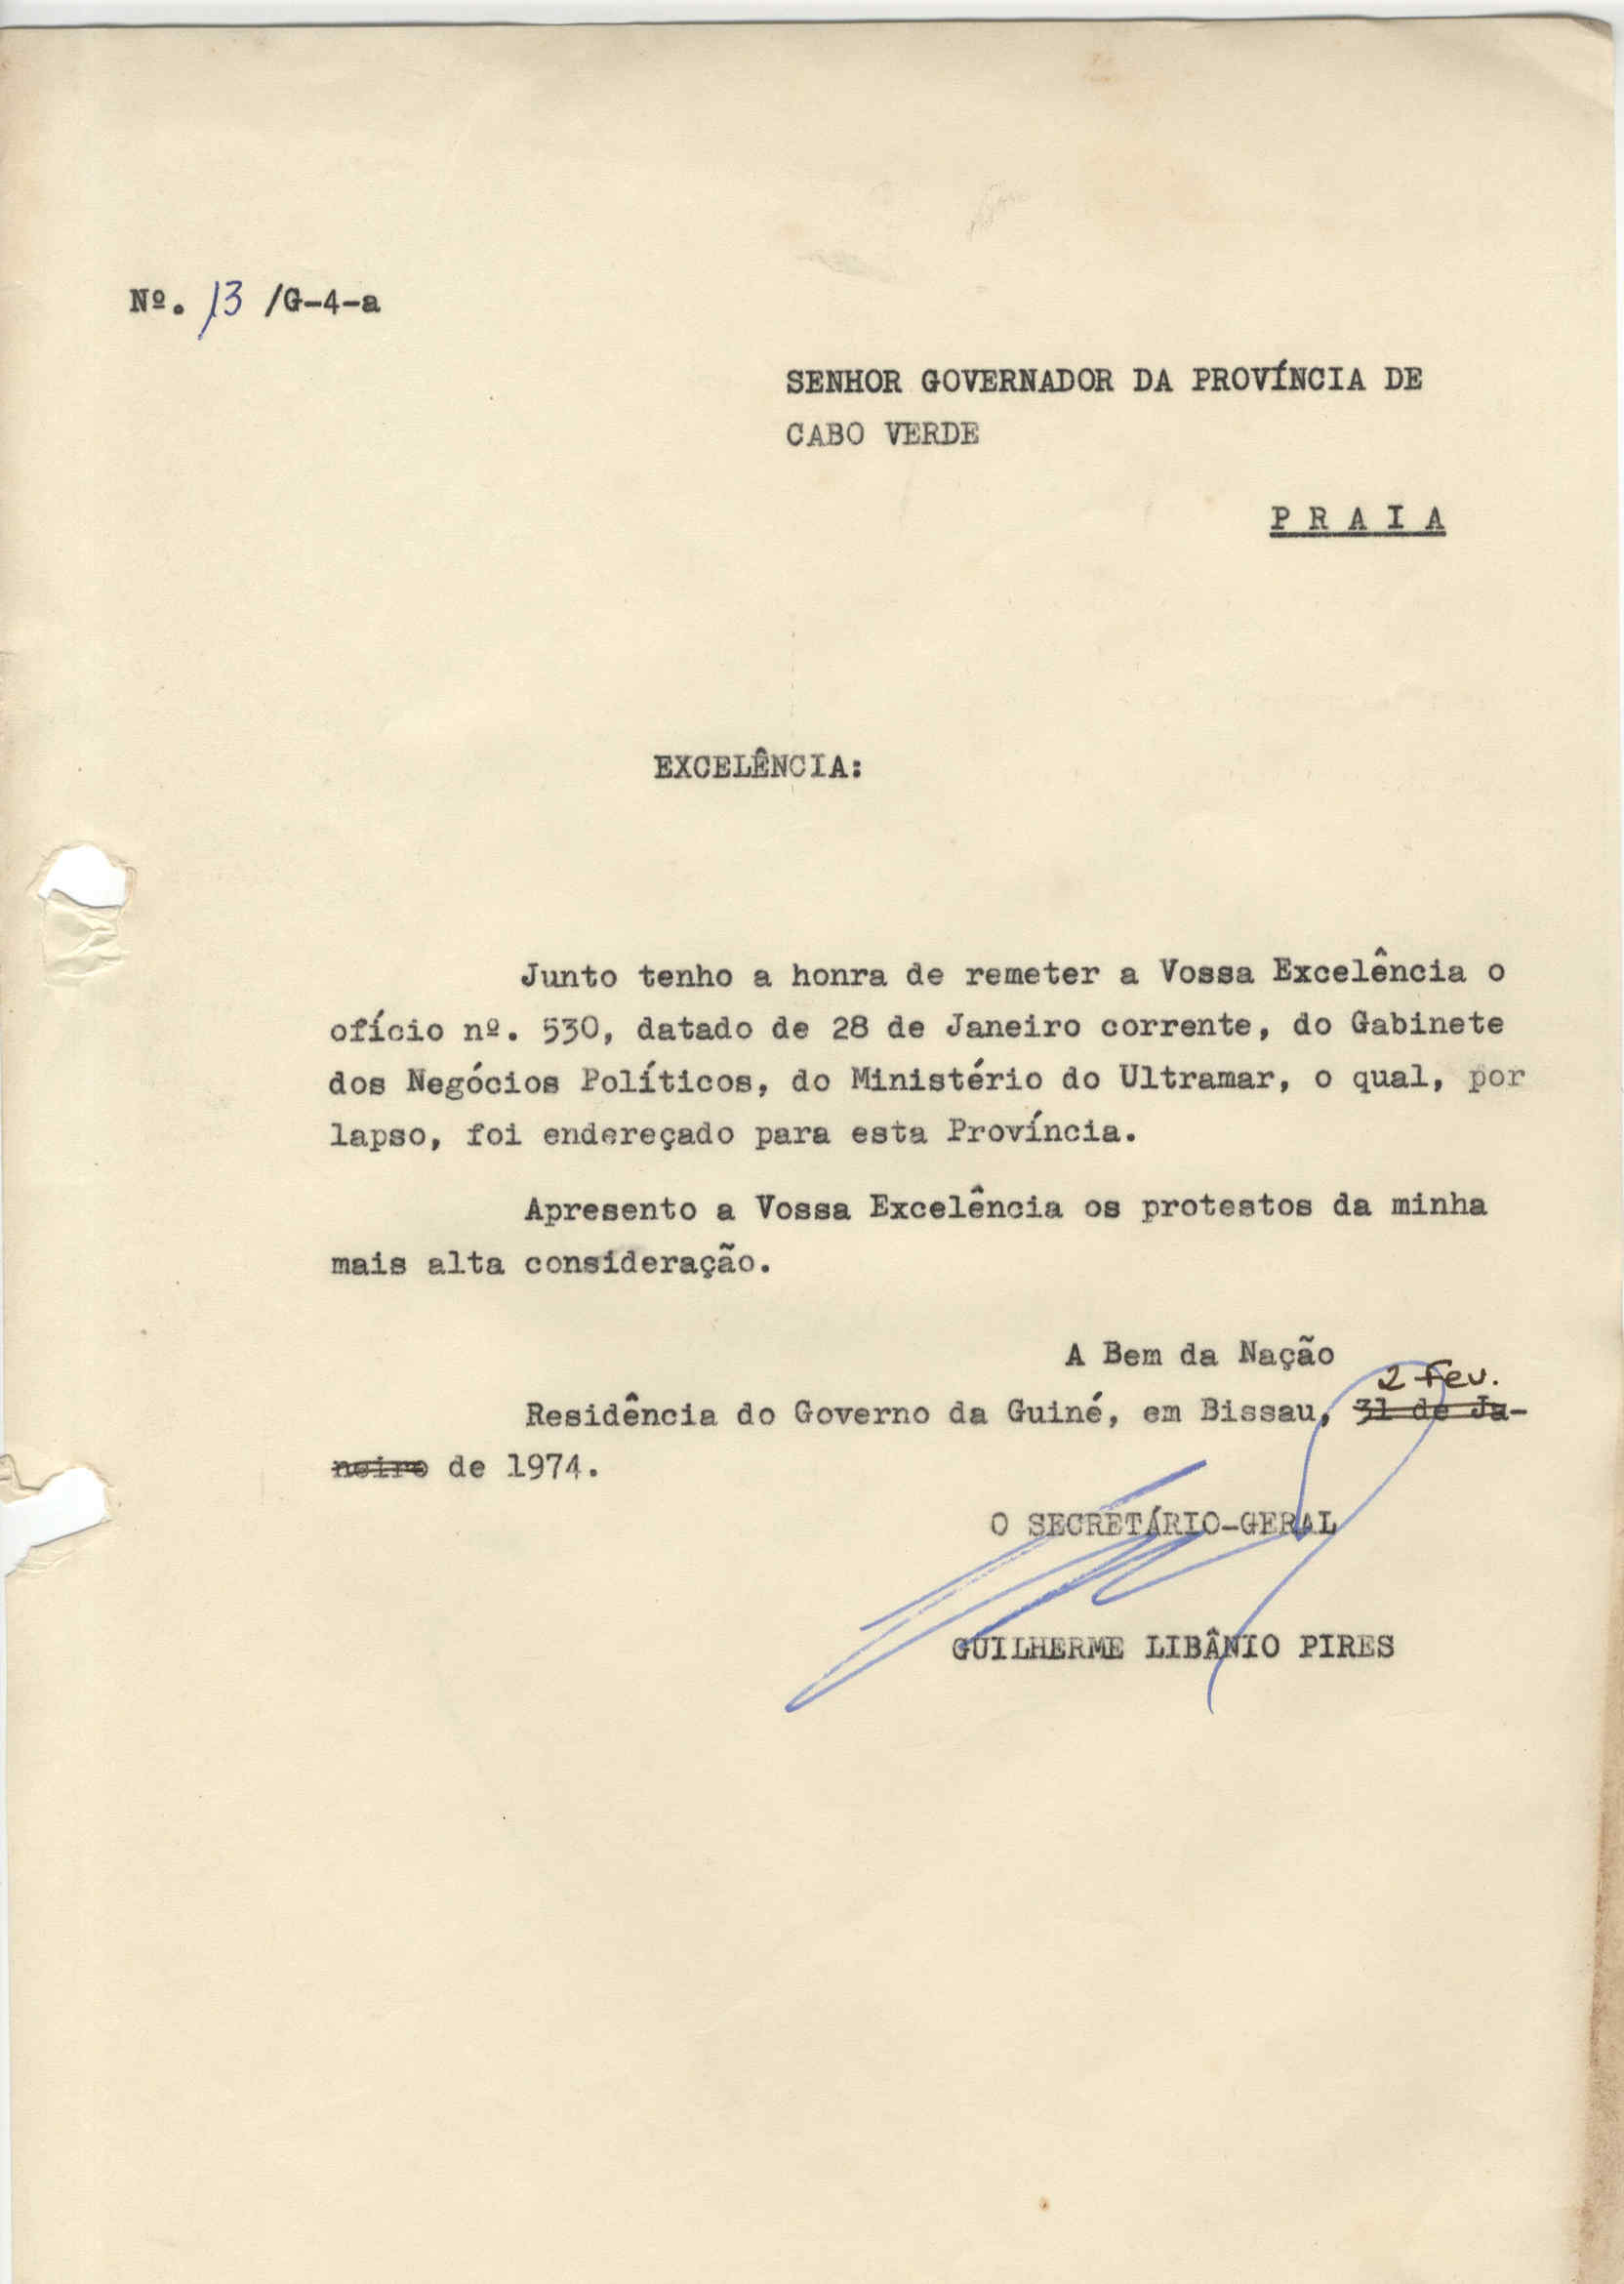 Nº. 13 /G-4-a
SENHOR GOVERNADOR DA PROVÍNCIA DE
CABO VERDE
P R A I A
EXCELÊNCIA:
Junto tenho a honra de remeter a Vossa Excelência o
ofício nº. 530, datado de 28 de Janeiro corrente, do Gabinete
dos Negócios Políticos, do Ministério do Ultramar, o qual, por
lapso, foi endereçado para esta Província.
Apresento a Vossa Excelência os protestos da minha
mais alta consideração.
A Bem da Nação
2 Fev.
Residência do Governo da Guiné, em Bissau, 31 de Ja-
neiro de 1974.
O SECRETÁRIO-GERAL
GUILHERME LIBÂNIO PIRES